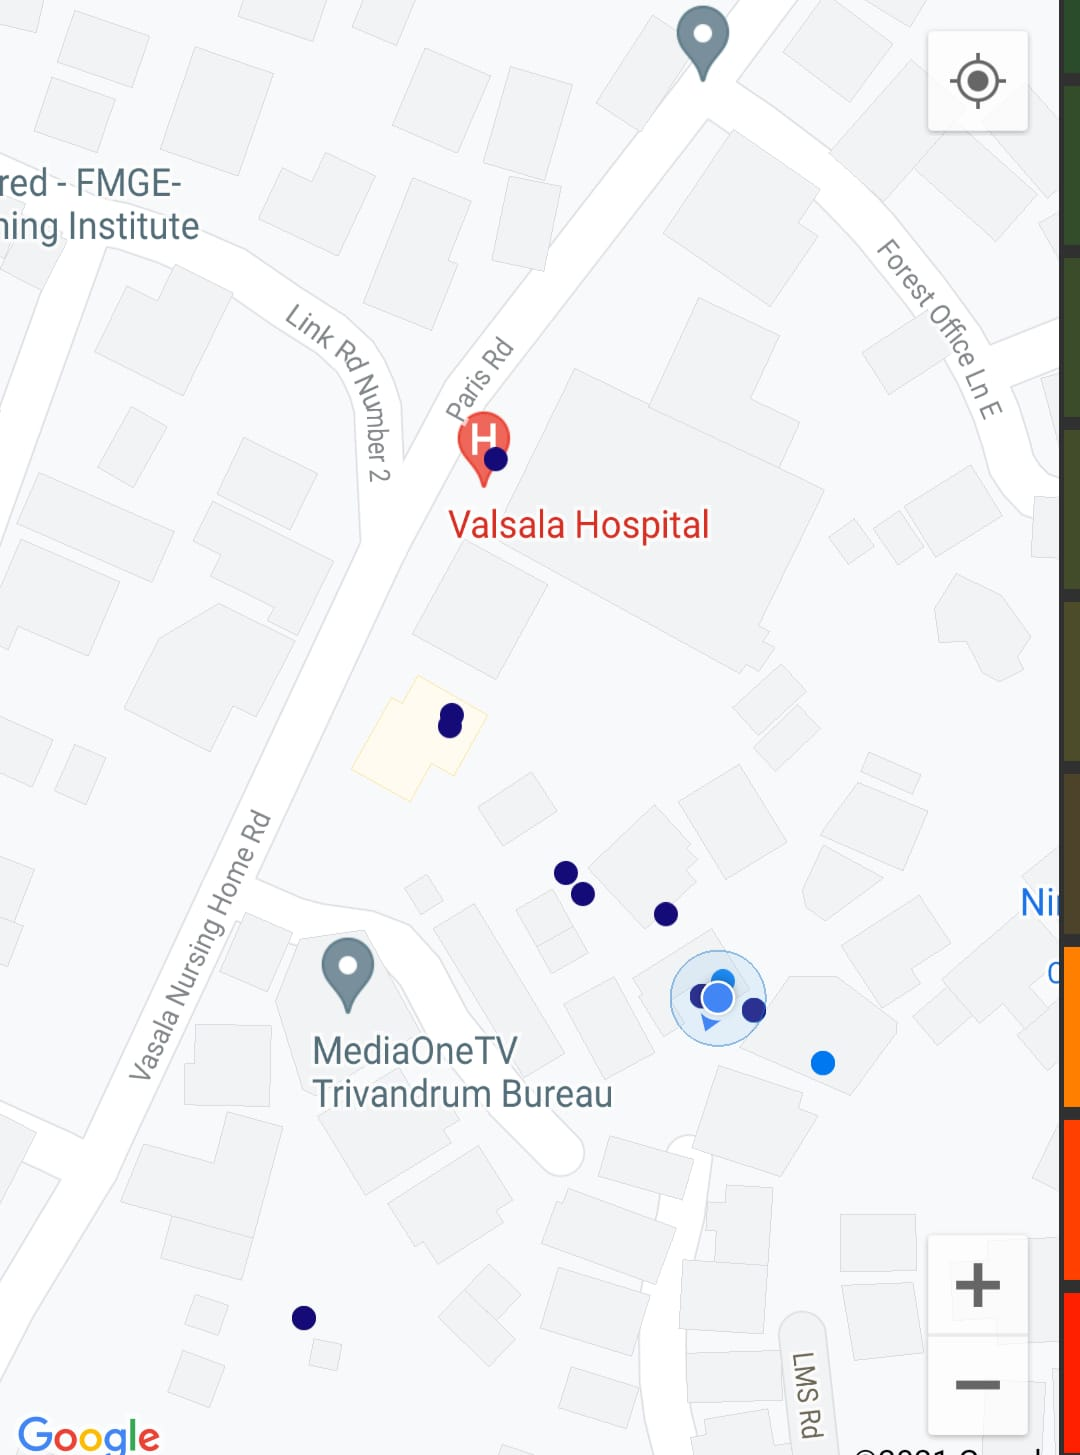 red - FMGE-
ning Institute
Link Rd Number 2
Paris Rd
Forest Office Ln E
H
Valsala Hospital
Vasala Nursing Home Rd
Ni
MediaOneTV
Trivandrum Bureau
LMS Rd
Google